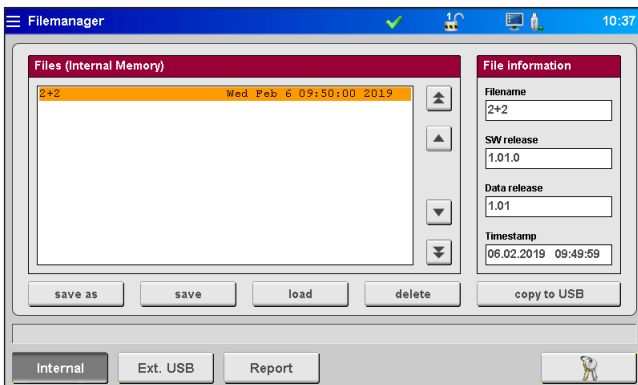 Filemanager
10:37
Files (Internal Memory)
2+2 Wed Feb 6 09:50:00 2019
File information
Filename
2+2
SW release
1.01.0
Data release
1.01
Timestamp
06.02.2019 09:49:59
save as
save
load
delete
copy to USB
Internal
Ext. USB
Report